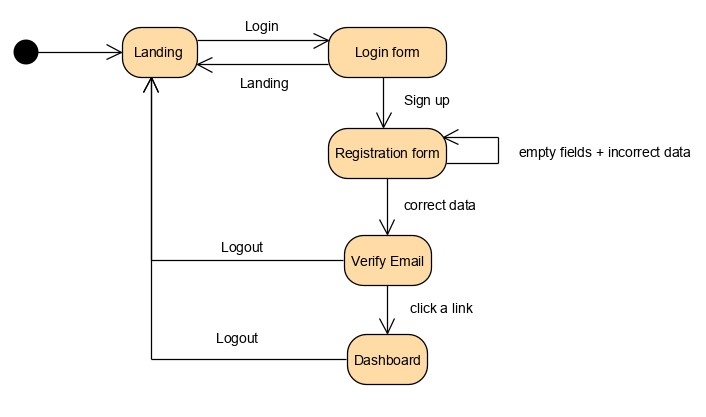 Login
Landing
Login form
Landing
Sign up
Registration form
empty fields + incorrect data
correct data
Logout
Verify Email
click a link
Logout
Dashboard